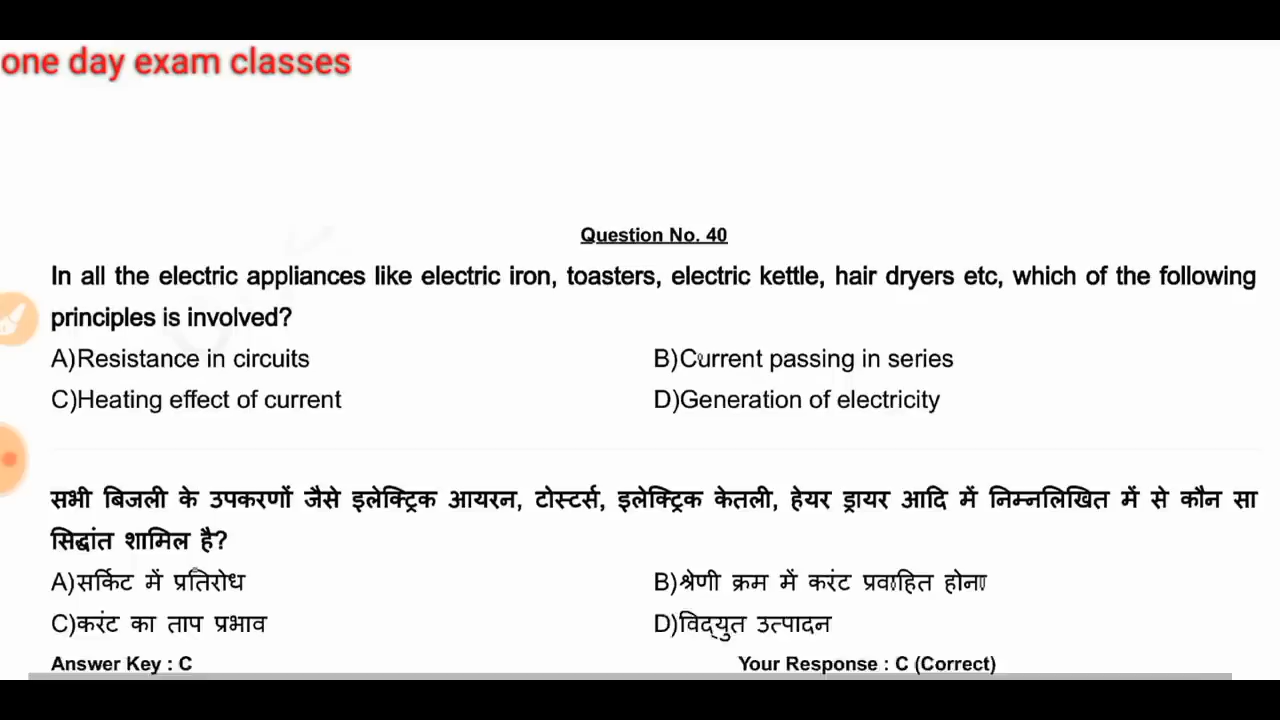 one day exam classes
Question No. 40
In all the electric appliances like electric iron, toasters, electric kettle, hair dryers etc, which of the following
principles is involved?
A)Resistance in circuits
B)Current passing in series
C)Heating effect of current
D)Generation of electricity
सभी बिजली के उपकरणों जैसे इलेक्ट्रिक आयरन, टोस्टर्स, इलेक्ट्रिक केतली, हेयर ड्रायर आदि में निम्नलिखित में से कौन सा
सिद्धांत शामिल है?
A)सर्किट में प्रतिरोध
B)श्रेणी क्रम में करंट प्रवाहित होना
C)करंट का ताप प्रभाव
D)विद्युत उत्पादन
Answer Key : C
Your Response : C (Correct)